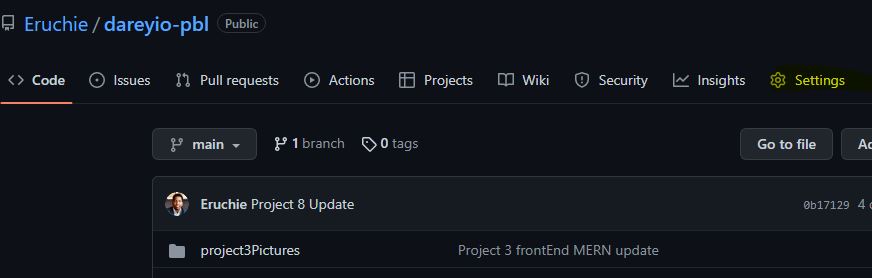 Eruchie / dareyio-pbl Public
Code Issues Pull requests Actions Projects Wiki Security Insights Settings
main 1 branch 0 tags Go to file
Eruchie Project 8 Update 0b17129 4
project3Pictures Project 3 frontEnd MERN update